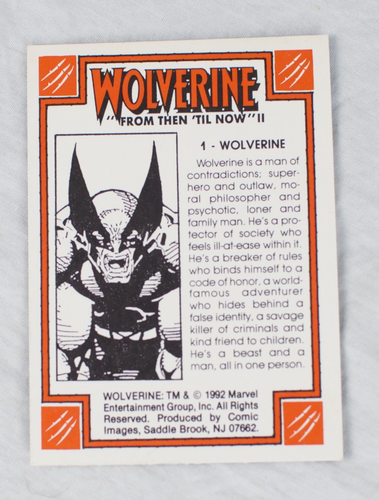 WOLVERINE
"FROM THEN 'TIL NOW" II
1 - WOLVERINE
Wolverine is a man of
contradictions; super-
hero and outlaw, mo-
ral philosopher and
psychotic, loner and
family man. He's a pro-
tector of society who
feels ill-at-ease within it.
He's a breaker of rules
who binds himself to a
code of honor, a world-
famous adventurer
who hides behind a
false identity, a savage
killer of criminals and
kind friend to children.
He's a beast and a
man, all in one person.
WOLVERINE: TM & © 1992 Marvel
Entertainment Group, Inc. All Rights
Reserved. Produced by Comic
Images, Saddle Brook, NJ 07662.